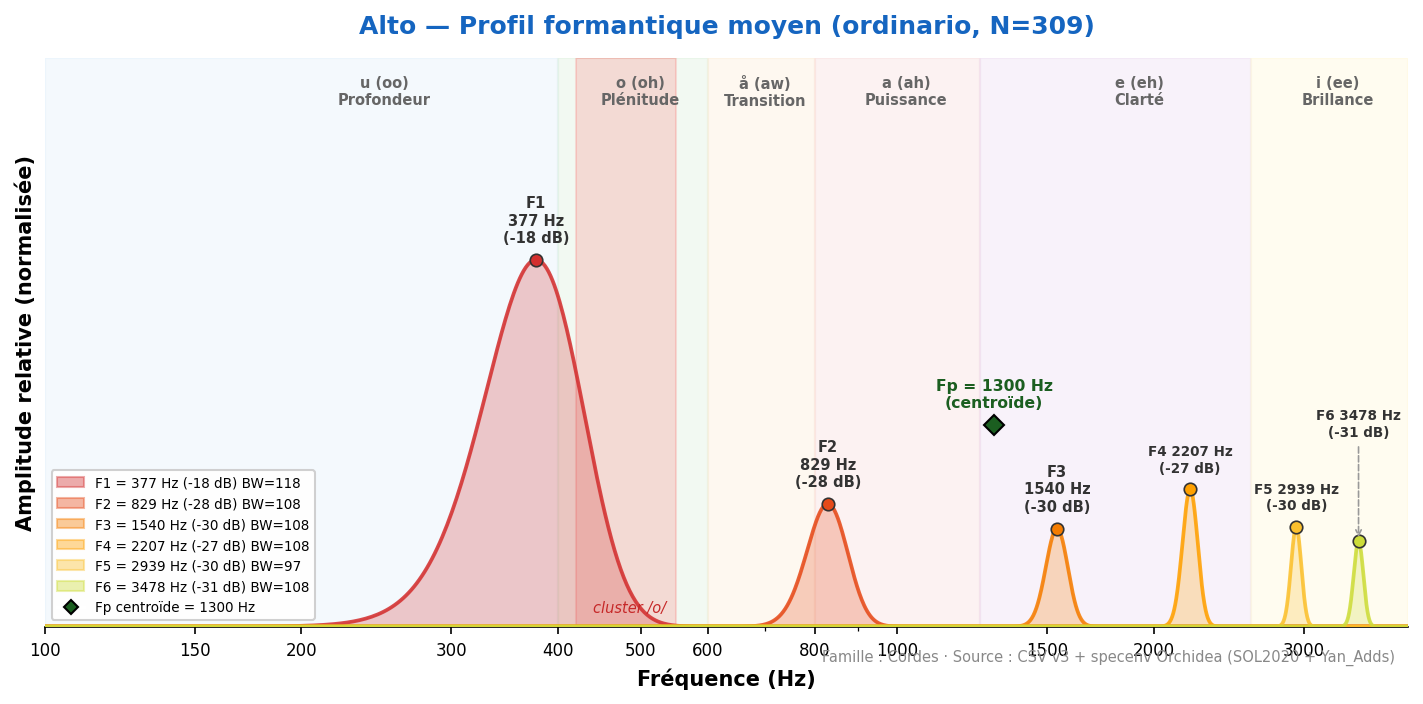 Alto — Profil formantique moyen (ordinario, N=309)
u (oo)
Profondeur
o (oh)
Plénitude
å (aw)
Transition
a (ah)
Puissance
e (eh)
Clarté
i (ee)
Brillance
F1
377 Hz
(-18 dB)
Fp = 1300 Hz
(centroïde)
F2
829 Hz
(-28 dB)
F3
1540 Hz
(-30 dB)
F4 2207 Hz
(-27 dB)
F5 2939 Hz
(-30 dB)
F6 3478 Hz
(-31 dB)
Amplitude relative (normalisée)
F1 = 377 Hz (-18 dB) BW=118
F2 = 829 Hz (-28 dB) BW=108
F3 = 1540 Hz (-30 dB) BW=108
F4 = 2207 Hz (-27 dB) BW=108
F5 = 2939 Hz (-30 dB) BW=97
F6 = 3478 Hz (-31 dB) BW=108
Fp centroïde = 1300 Hz
cluster /o/
100 150 200 300 400 500 600 800 1000 1500 2000 3000
Famille : Cordes · Source : CSV v3 + specenv Orchidea (SOL2020 + Yan_Adds)
Fréquence (Hz)